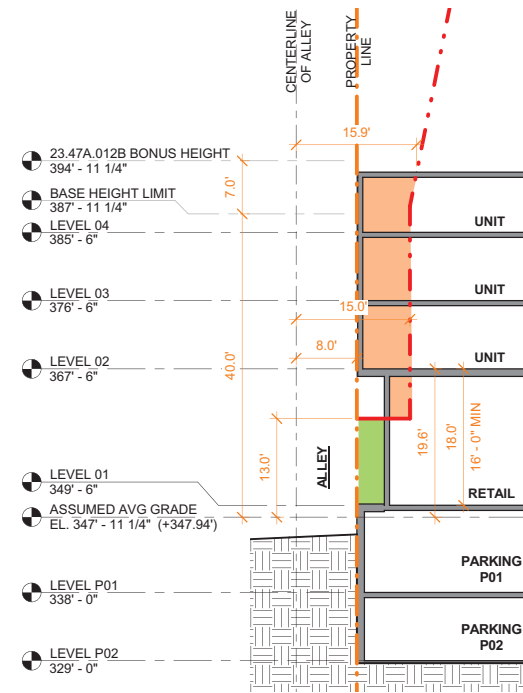 CENTERLINE
OF ALLEY
PROPERTY
LINE
15.9'
23.47A.012B BONUS HEIGHT
394' - 11 1/4"
7.0'
BASE HEIGHT LIMIT
387' - 11 1/4"
LEVEL 04
385' - 6"
UNIT
LEVEL 03
376' - 6"
UNIT
15.0'
8.0'
40.0'
LEVEL 02
367' - 6"
UNIT
13.0'
ALLEY
19.6'
18.0'
16' - 0" MIN
LEVEL 01
349' - 6"
RETAIL
ASSUMED AVG GRADE
EL. 347' - 11 1/4" (+347.94')
PARKING
P01
LEVEL P01
338' - 0"
PARKING
P02
LEVEL P02
329' - 0"